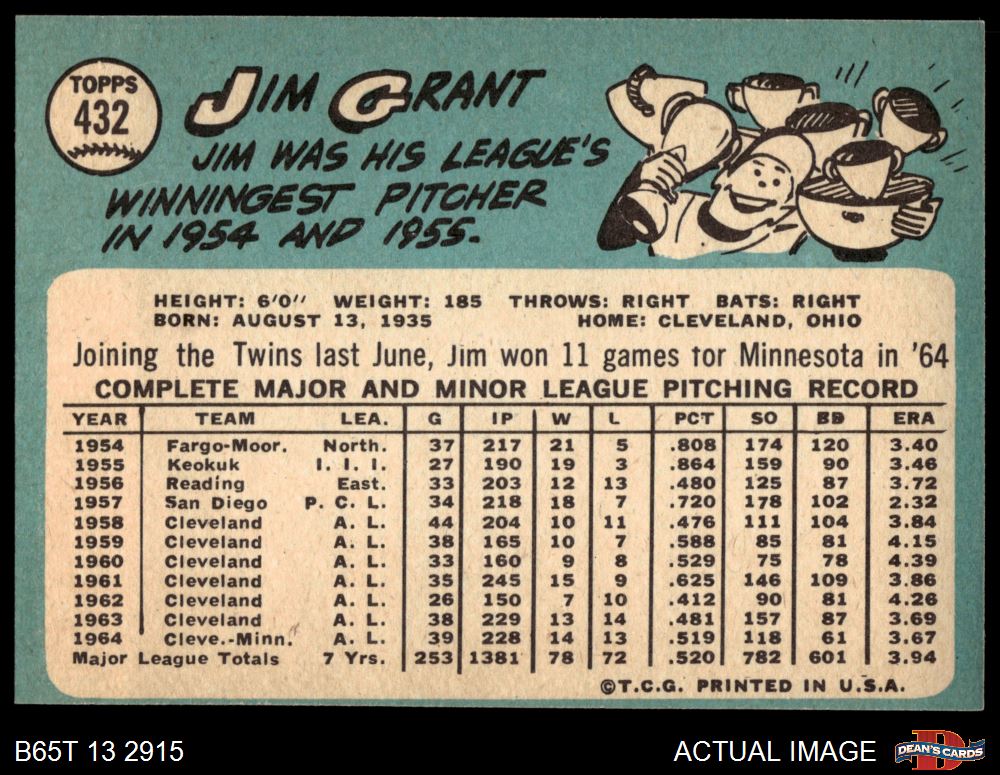 TOPPS
432
JIM GRANT
JIM WAS HIS LEAGUE'S
WINNINGEST PITCHER
IN 1954 AND 1955.
HEIGHT: 6'0" WEIGHT: 185 THROWS: RIGHT BATS: RIGHT
BORN: AUGUST 13, 1935 HOME: CLEVELAND, OHIO
Joining the Twins last June, Jim won 11 games for Minnesota in '64
COMPLETE MAJOR AND MINOR LEAGUE PITCHING RECORD
YEAR TEAM LEA. G IP W L PCT SO BB ERA
1954 Fargo-Moor. North. 37 217 21 5 .808 174 120 3.40
1955 Keokuk I. I. I. 27 190 19 3 .864 159 90 3.46
1956 Reading East. 33 203 12 13 .480 125 87 3.72
1957 San Diego P. C. L. 34 218 18 7 .720 178 102 2.32
1958 Cleveland A. L. 44 204 10 11 .476 111 104 3.84
1959 Cleveland A. L. 38 165 10 7 .588 85 81 4.15
1960 Cleveland A. L. 33 160 9 8 .529 75 78 4.39
1961 Cleveland A. L. 35 245 15 9 .625 146 109 3.86
1962 Cleveland A. L. 26 150 7 10 .412 90 81 4.26
1963 Cleveland A. L. 38 229 13 14 .481 157 87 3.69
1964 Cleve.-Minn. A. L. 39 228 14 13 .519 118 61 3.67
Major League Totals 7 Yrs. 253 1381 78 72 .520 782 601 3.94
©T.C.G. PRINTED IN U.S.A.
B65T 13 2915
ACTUAL IMAGE
DEAN'S CARDS